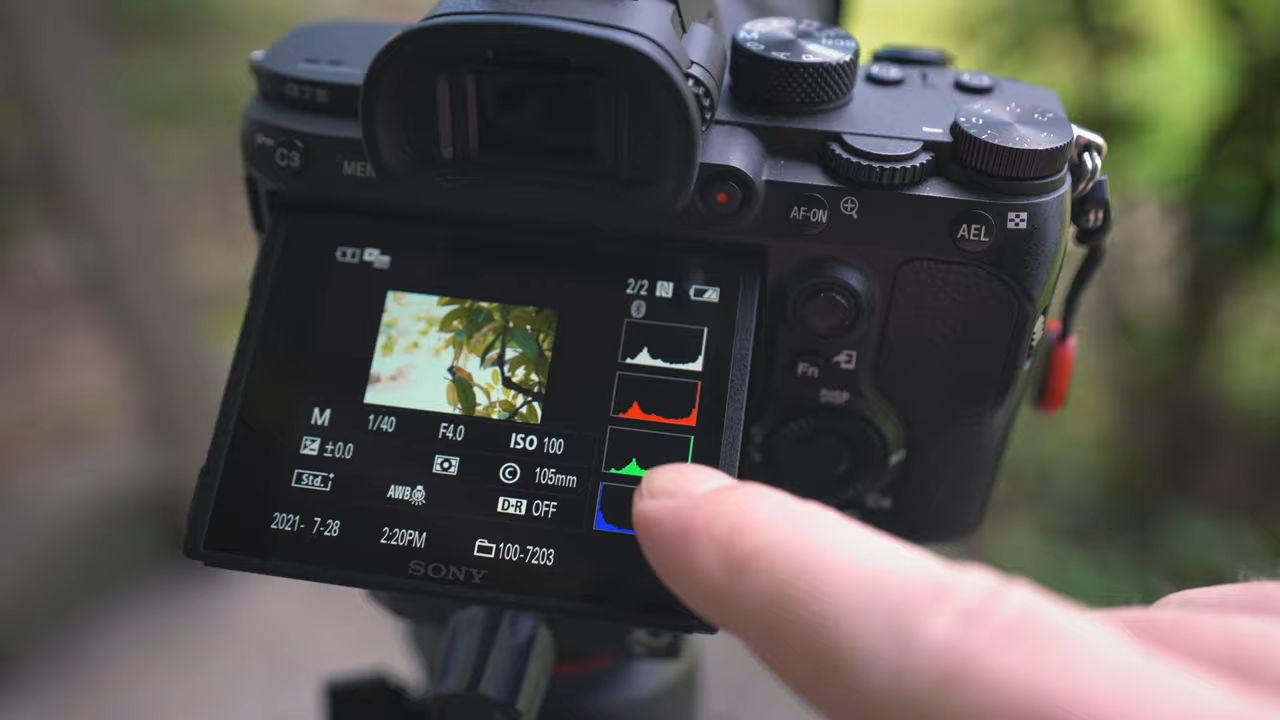 C3
MEN
AF-ON
AEL
2/2
Fn
DISP
M
1/40
F4.0
ISO 100
±0.0
© 105mm
Std.
AWB
D-R OFF
2021- 7-28
2:20PM
100-7203
SONY